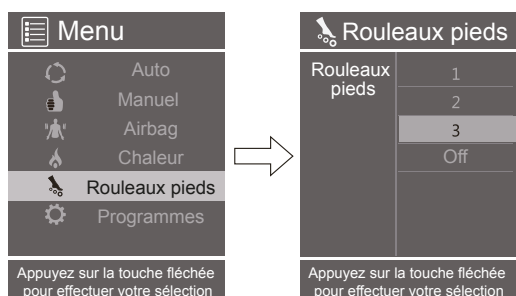 Menu
Auto
Manuel
Airbag
Chaleur
Rouleaux pieds
Programmes
Appuyez sur la touche fléchée
pour effectuer votre sélection
Rouleaux pieds
Rouleaux
pieds
1
2
3
Off
Appuyez sur la touche fléchée
pour effectuer votre sélection